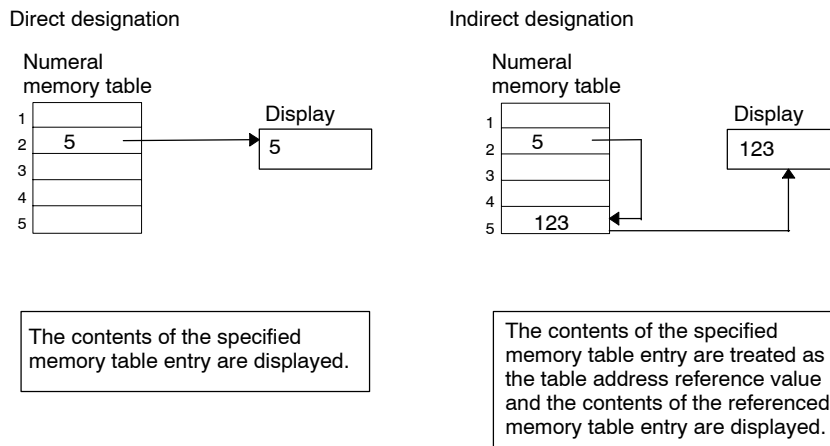 Direct designation
Numeral
memory table
1
2
3
4
5
5
Display
5
The contents of the specified
memory table entry are displayed.
Indirect designation
Numeral
memory table
1
2
3
4
5
5
123
Display
123
The contents of the specified
memory table entry are treated as
the table address reference value
and the contents of the referenced
memory table entry are displayed.